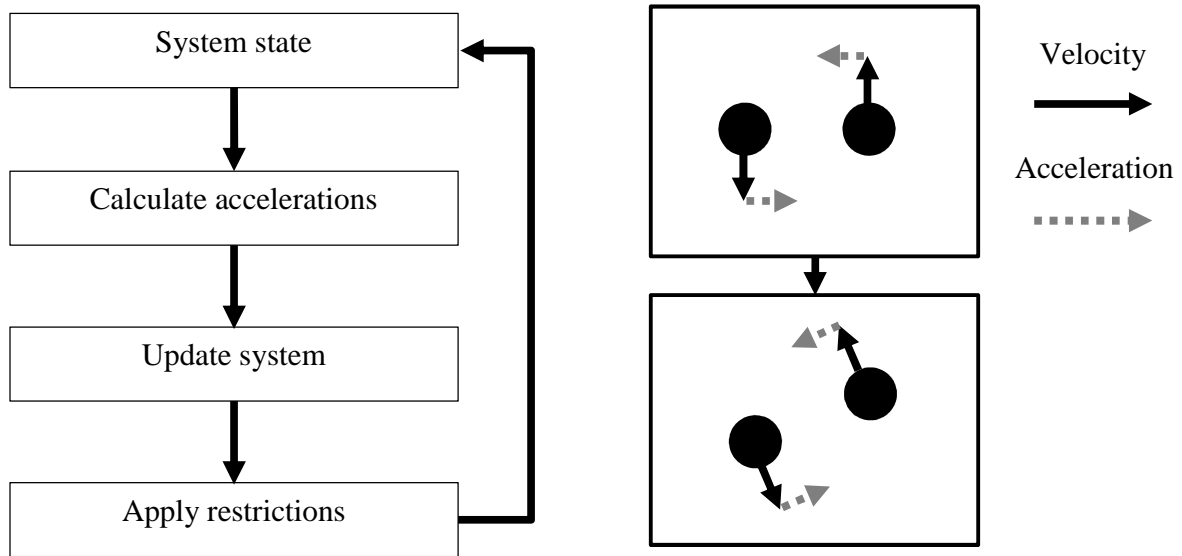 System state
Calculate accelerations
Update system
Apply restrictions
Velocity
Acceleration